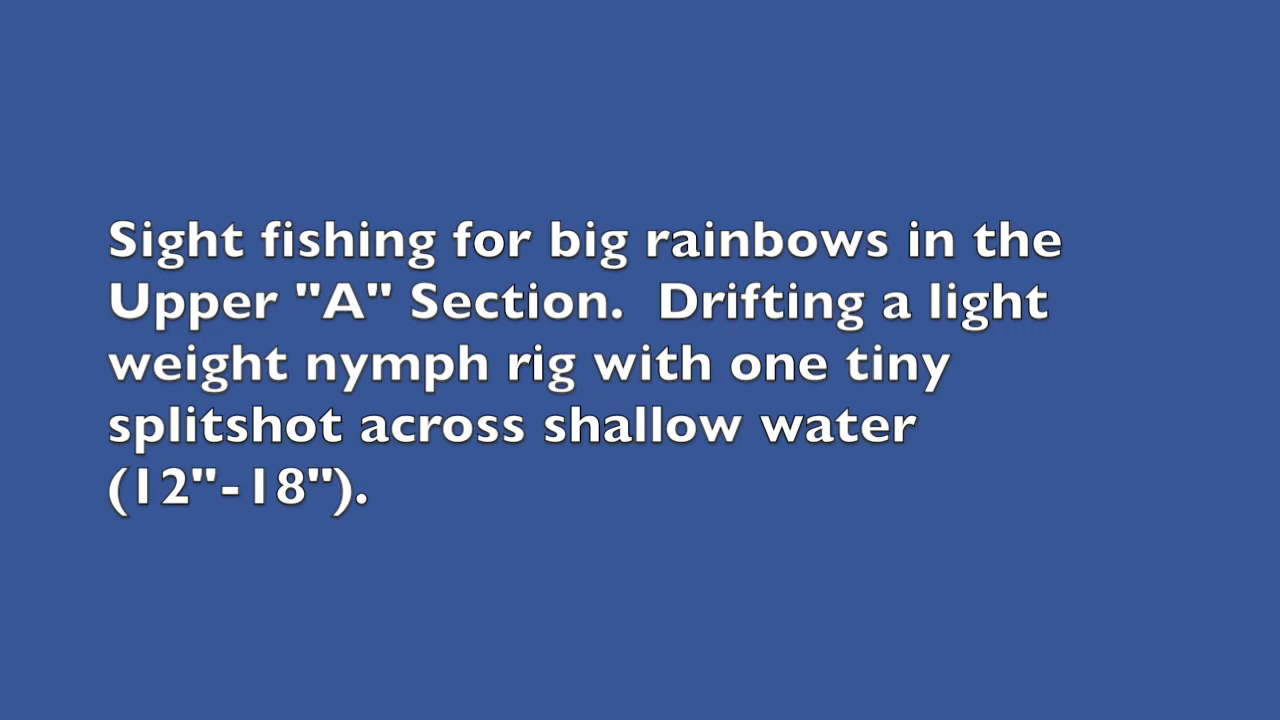 Sight fishing for big rainbows in the
Upper "A" Section.  Drifting a light
weight nymph rig with one tiny
splitshot across shallow water
(12"-18").